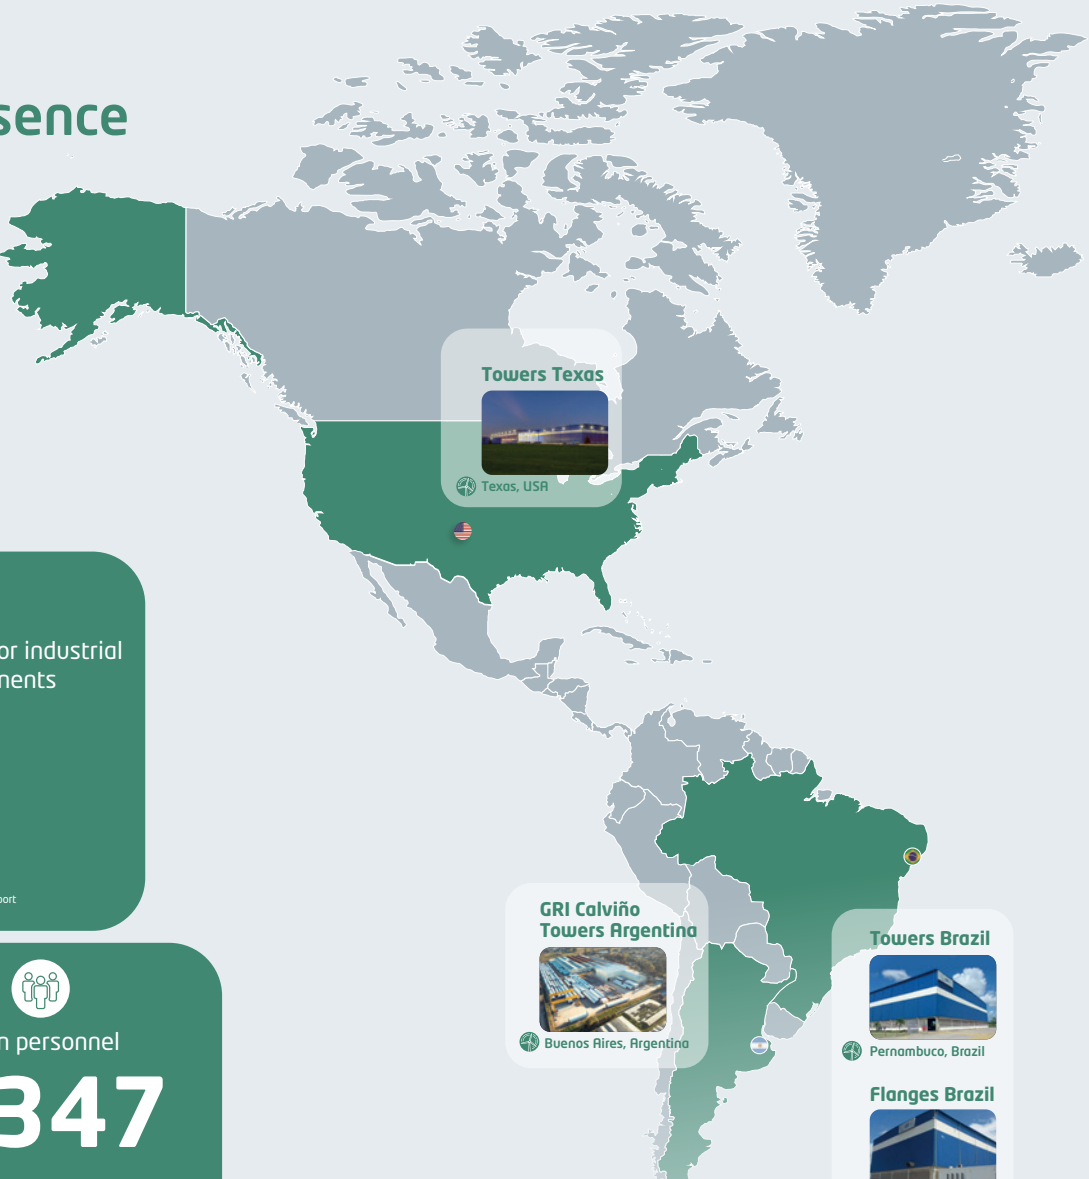 sence
Towers Texas
Texas, USA
or industrial
nents
port
n personnel
347
GRI Calviño
Towers Argentina
Buenos Aires, Argentina
Towers Brazil
Pernambuco, Brazil
Flanges Brazil